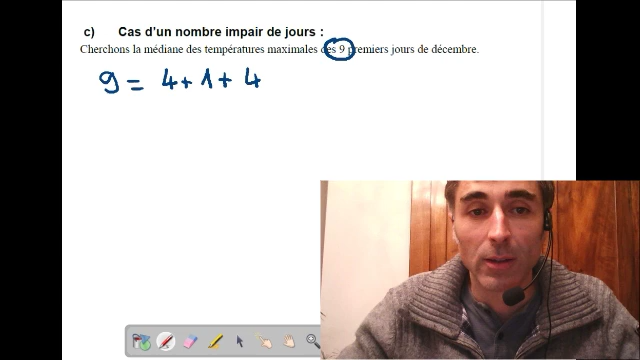 c) Cas d'un nombre impair de jours :
Cherchons la médiane des températures maximales des 9 premiers jours de décembre.
9 = 4 + 1 + 4